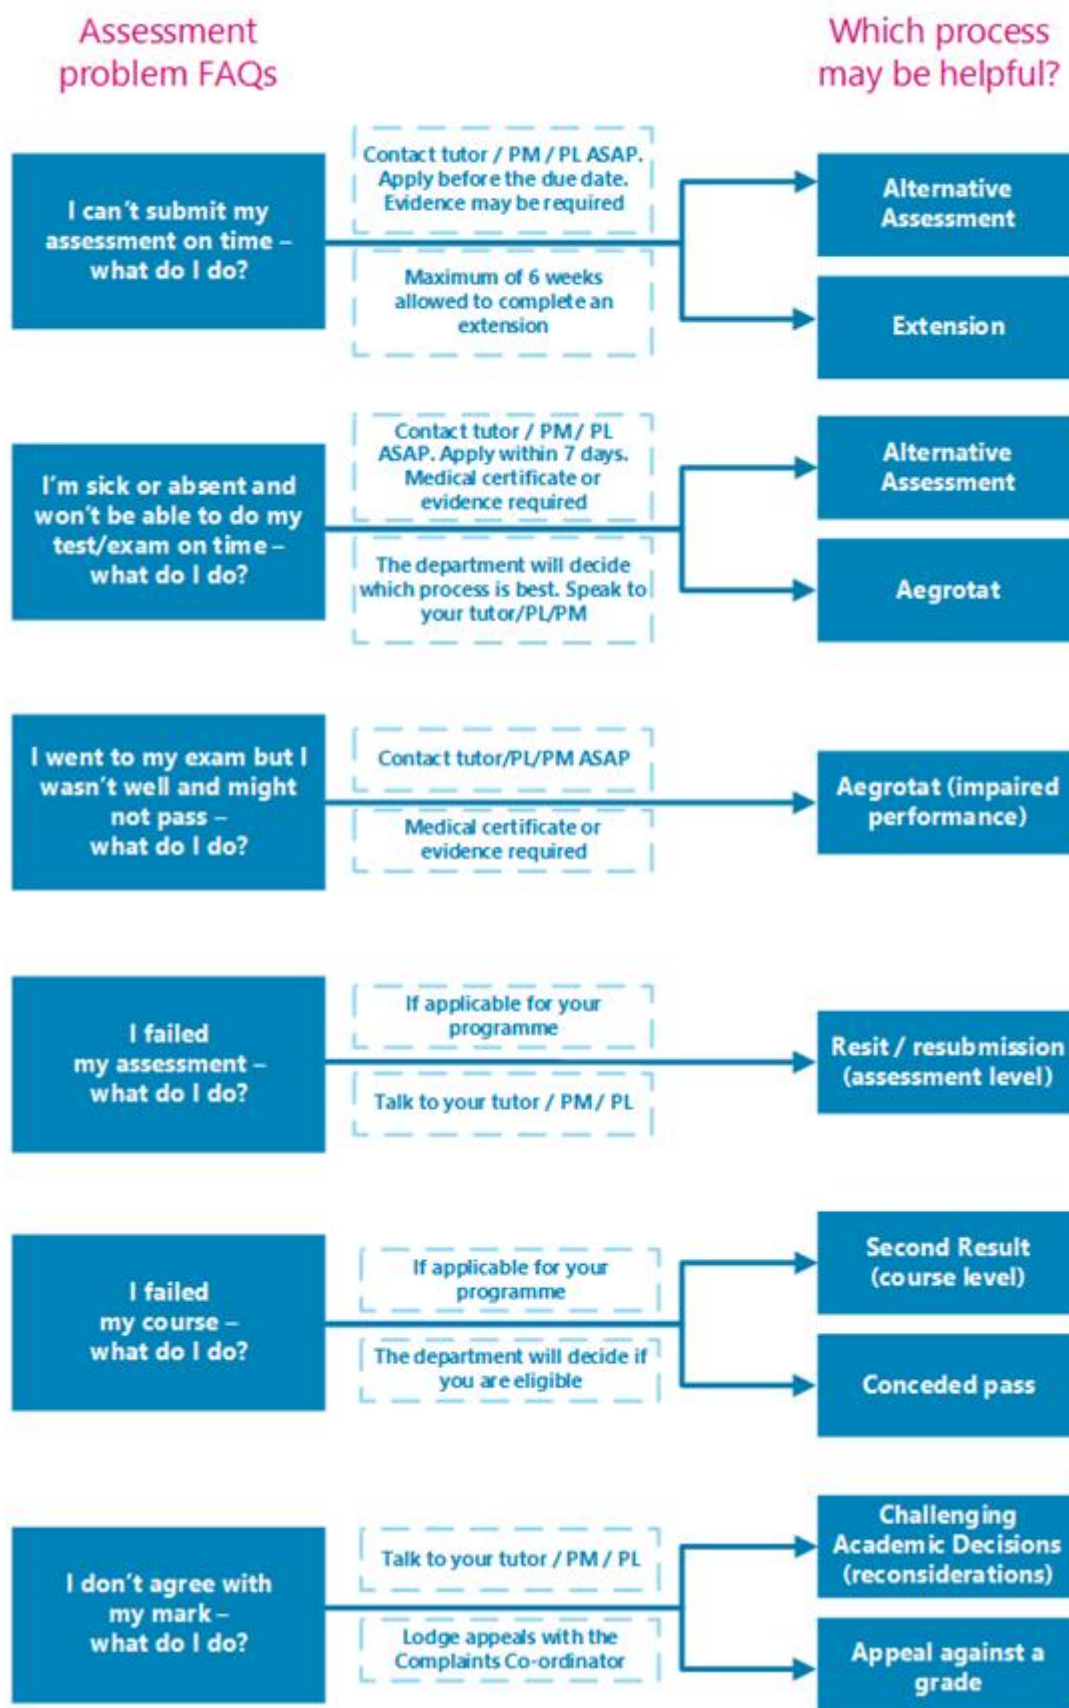 Assessment
problem FAQs
Which process
may be helpful?
I can't submit my
assessment on time –
what do I do?
Contact tutor / PM / PL ASAP.
Apply before the due date.
Evidence may be required
Maximum of 6 weeks
allowed to complete an
extension
Alternative
Assessment
Extension
I'm sick or absent and
won't be able to do my
test/exam on time –
what do I do?
Contact tutor / PM / PL
ASAP. Apply within 7 days.
Medical certificate or
evidence required
The department will decide
which process is best. Speak to
your tutor/PL/PM
Alternative
Assessment
Aegrotat
I went to my exam but I
wasn't well and might
not pass –
what do I do?
Contact tutor/PL/PM ASAP
Medical certificate or
evidence required
Aegrotat (impaired
performance)
I failed
my assessment –
what do I do?
If applicable for your
programme
Talk to your tutor / PM / PL
Resit / resubmission
(assessment level)
I failed
my course –
what do I do?
If applicable for your
programme
The department will decide if
you are eligible
Second Result
(course level)
Conceded pass
I don't agree with
my mark –
what do I do?
Talk to your tutor / PM / PL
Lodge appeals with the
Complaints Co-ordinator
Challenging
Academic Decisions
(reconsiderations)
Appeal against a
grade